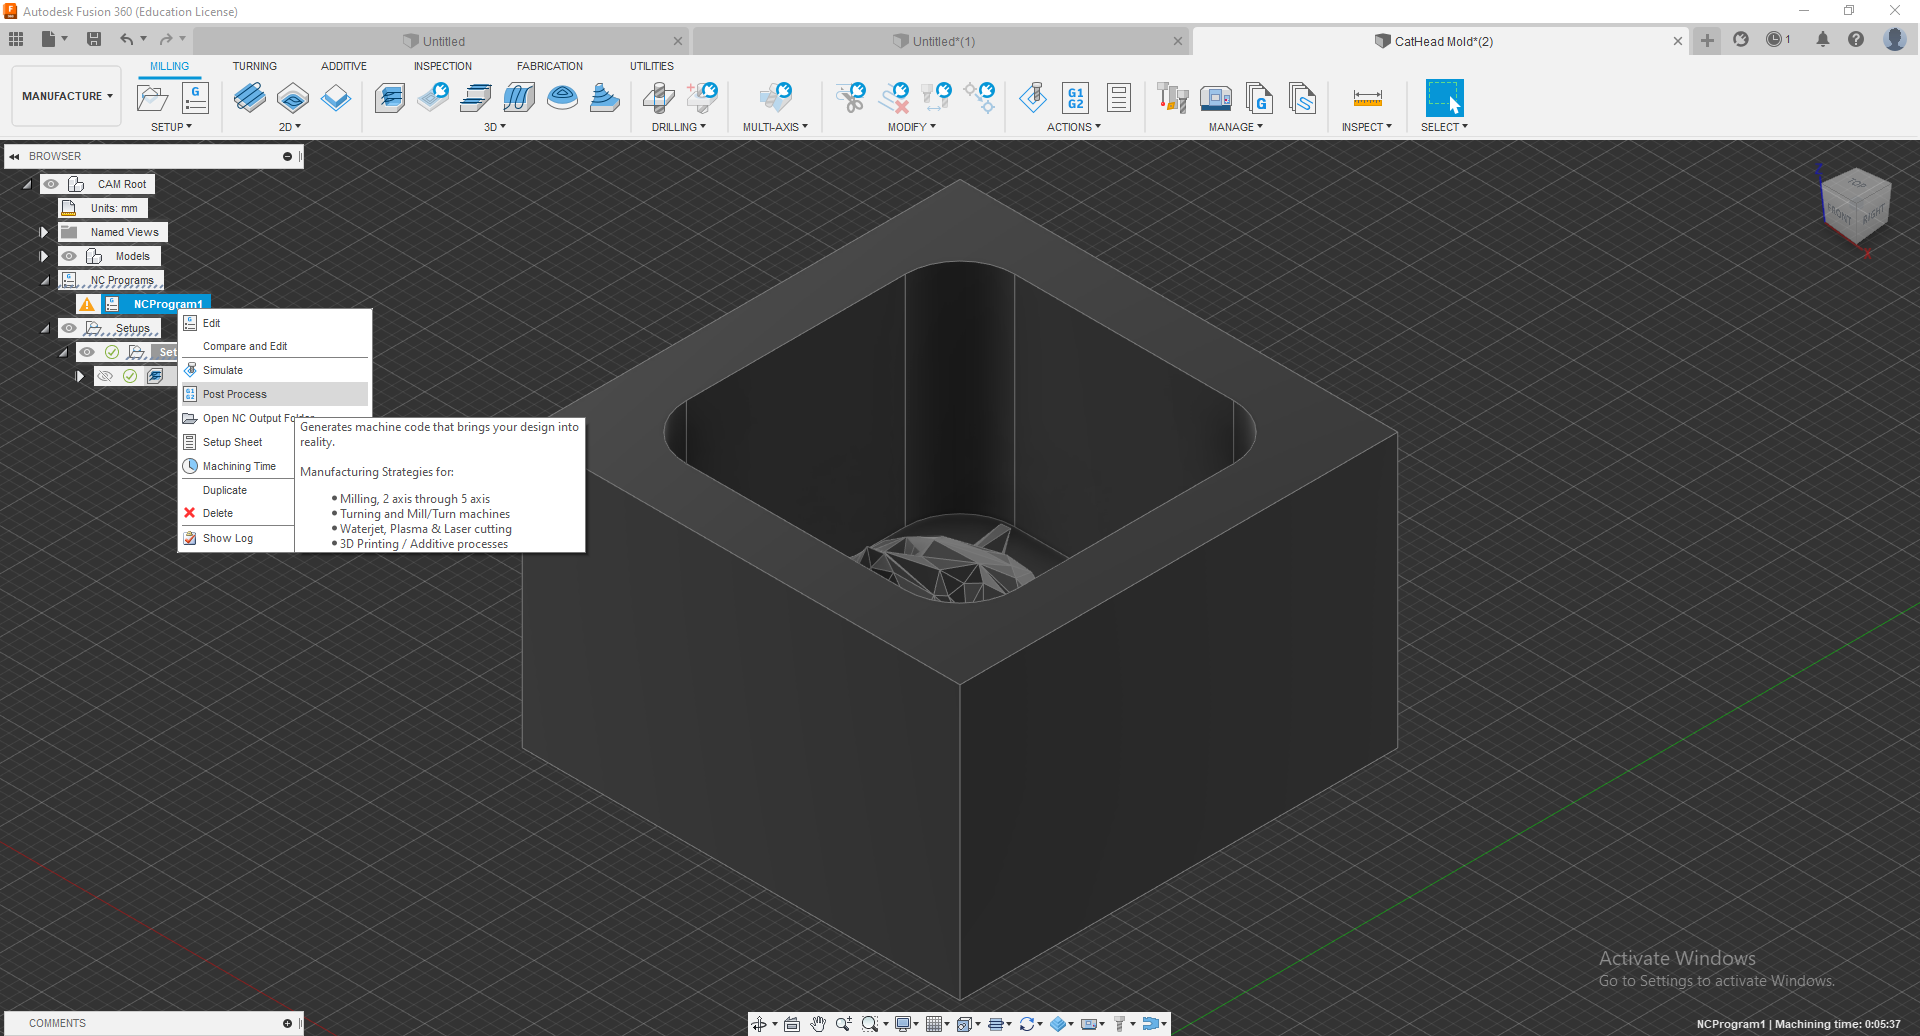 Autodesk Fusion 360 (Education License)
Untitled
Untitled*(1)
CatHead Mold*(2)
1
MANUFACTURE
MILLING
TURNING
ADDITIVE
INSPECTION
FABRICATION
UTILITIES
G
G1
G2
G
S
SETUP
2D
3D
DRILLING
MULTI-AXIS
MODIFY
ACTIONS
MANAGE
INSPECT
SELECT
BROWSER
CAM Root
Units: mm
Named Views
Models
NC Programs
NCProgram1
Setups
Set
Edit
Compare and Edit
Simulate
Post Process
Open NC Output Folder
Setup Sheet
Machining Time
Duplicate
Delete
Show Log
Generates machine code that brings your design into
reality.
Manufacturing Strategies for:
• Milling, 2 axis through 5 axis
• Turning and Mill/Turn machines
• Waterjet, Plasma & Laser cutting
• 3D Printing / Additive processes
Z
TOP
FRONT
RIGHT
X
Activate Windows
Go to Settings to activate Windows.
COMMENTS
NCProgram1 | Machining time: 0:05:37